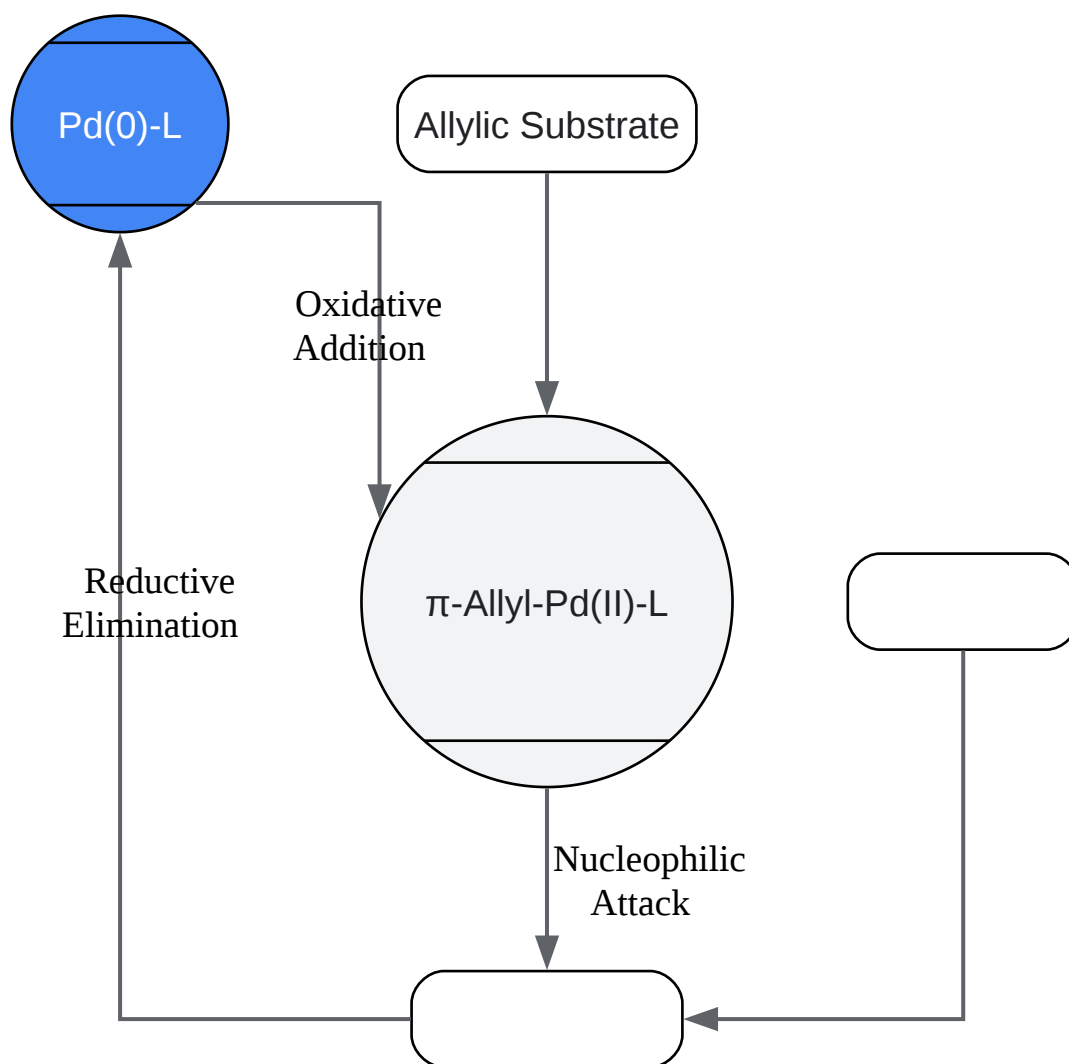 Pd(0)-L
Allylic Substrate
Oxidative
Addition
Reductive
Elimination
π-Allyl-Pd(II)-L
Nucleophilic
Attack